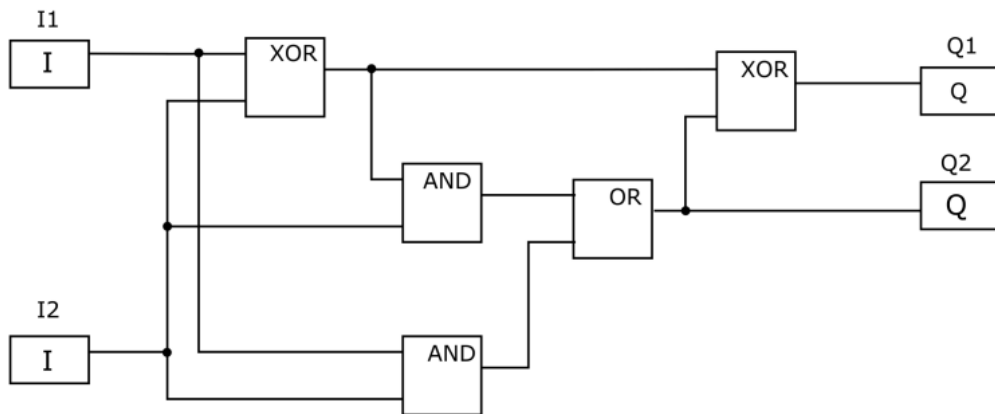 I1
I
XOR
XOR
Q1
Q
AND
OR
Q2
Q
I2
I
AND